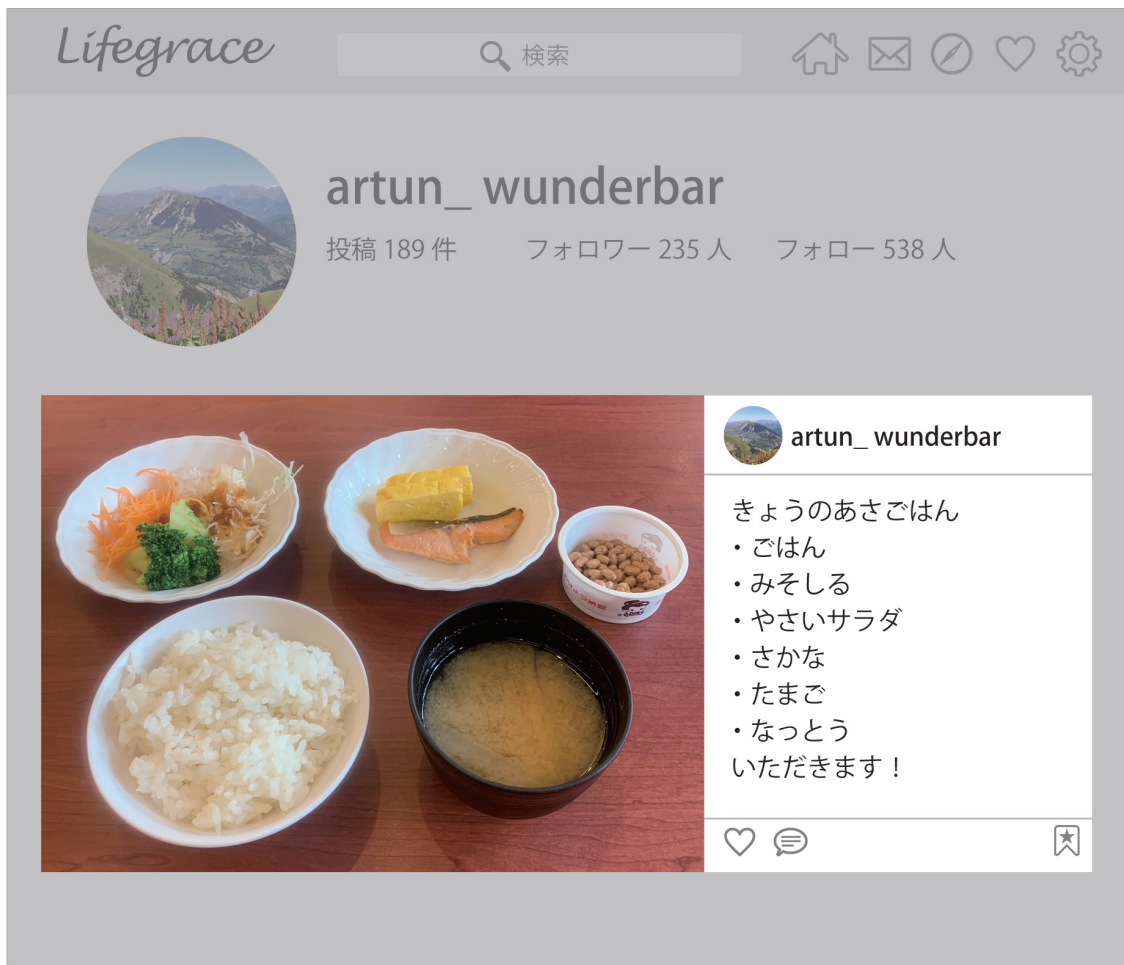 Lifegrace
検索
artun_ wunderbar
投稿 189 件 フォロワー 235 人 フォロー 538 人
artun_ wunderbar
きょうのあさごはん
・ごはん
・みそしる
・やさいサラダ
・さかな
・たまご
・なっとう
いただきます！